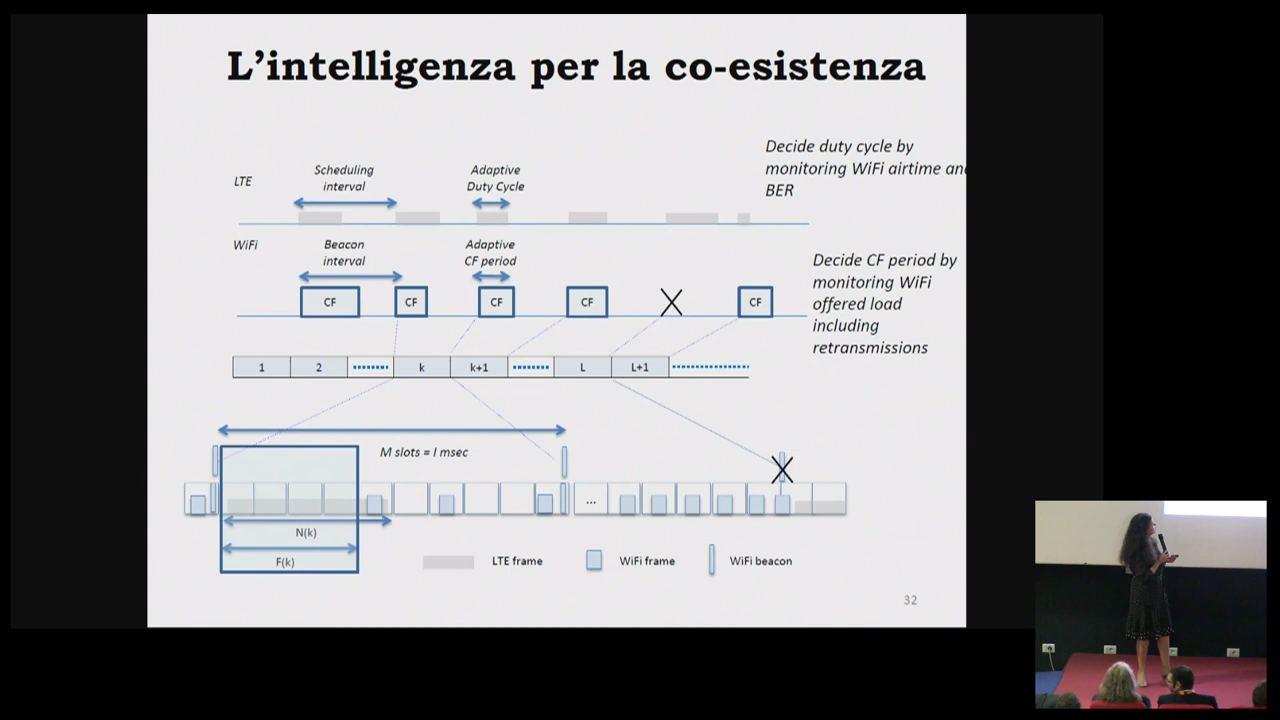 L’intelligenza per la co-esistenza
Decide duty cycle by
monitoring WiFi airtime an
BER
LTE
Scheduling
interval
Adaptive
Duty Cycle
WiFi
Beacon
interval
Adaptive
CF period
Decide CF period by
monitoring WiFi
offered load
including
retransmissions
CF
CF
CF
CF
CF
1
2
k
k+1
L
L+1
M slots = I msec
...
N(k)
F(k)
LTE frame
WiFi frame
WiFi beacon
32